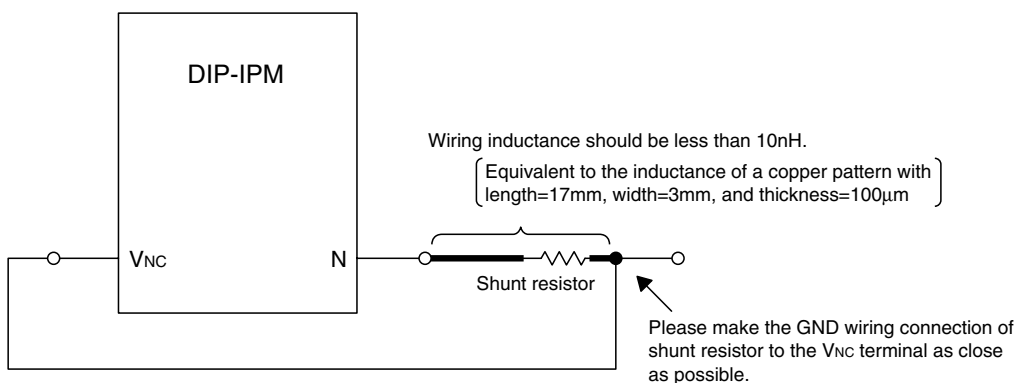 DIP-IPM
Wiring inductance should be less than 10nH.
Equivalent to the inductance of a copper pattern with
length=17mm, width=3mm, and thickness=100μm
VNC
N
Shunt resistor
Please make the GND wiring connection of
shunt resistor to the VNC terminal as close
as possible.